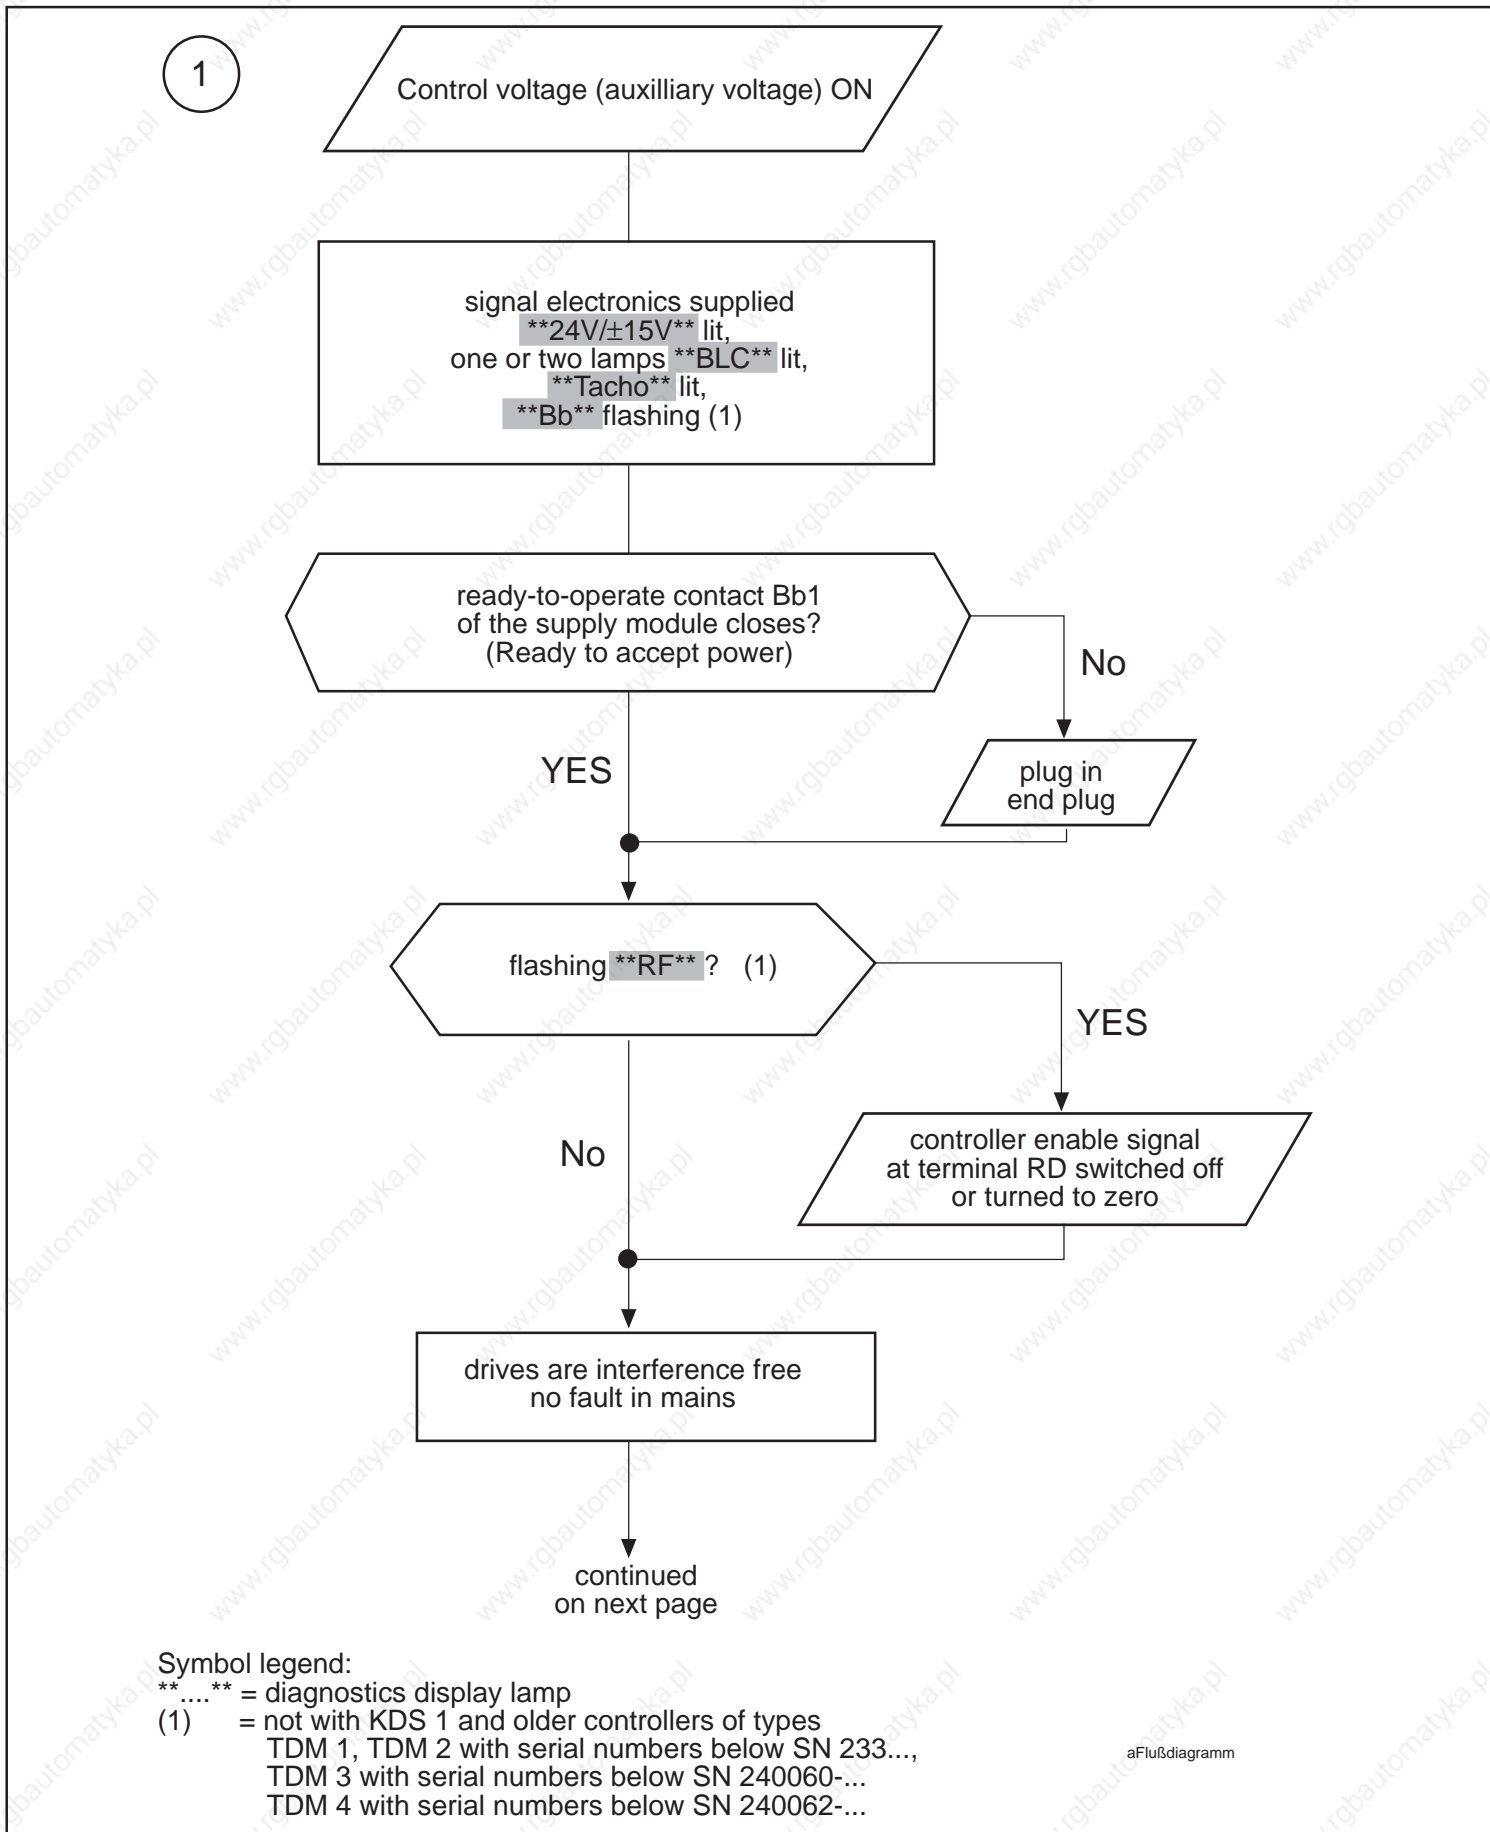 1
Control voltage (auxilliary voltage) ON
signal electronics supplied
**24V/±15V** lit,
one or two lamps **BLC** lit,
**Tacho** lit,
**Bb** flashing (1)
ready-to-operate contact Bb1
of the supply module closes?
(Ready to accept power)
No
YES
plug in
end plug
flashing **RF** ? (1)
YES
No
controller enable signal
at terminal RD switched off
or turned to zero
drives are interference free
no fault in mains
continued
on next page
Symbol legend:
**....** = diagnostics display lamp
(1) = not with KDS 1 and older controllers of types
TDM 1, TDM 2 with serial numbers below SN 233...,
TDM 3 with serial numbers below SN 240060-...
TDM 4 with serial numbers below SN 240062-...
aFlußdiagramm
www.rgbautomatyka.pl